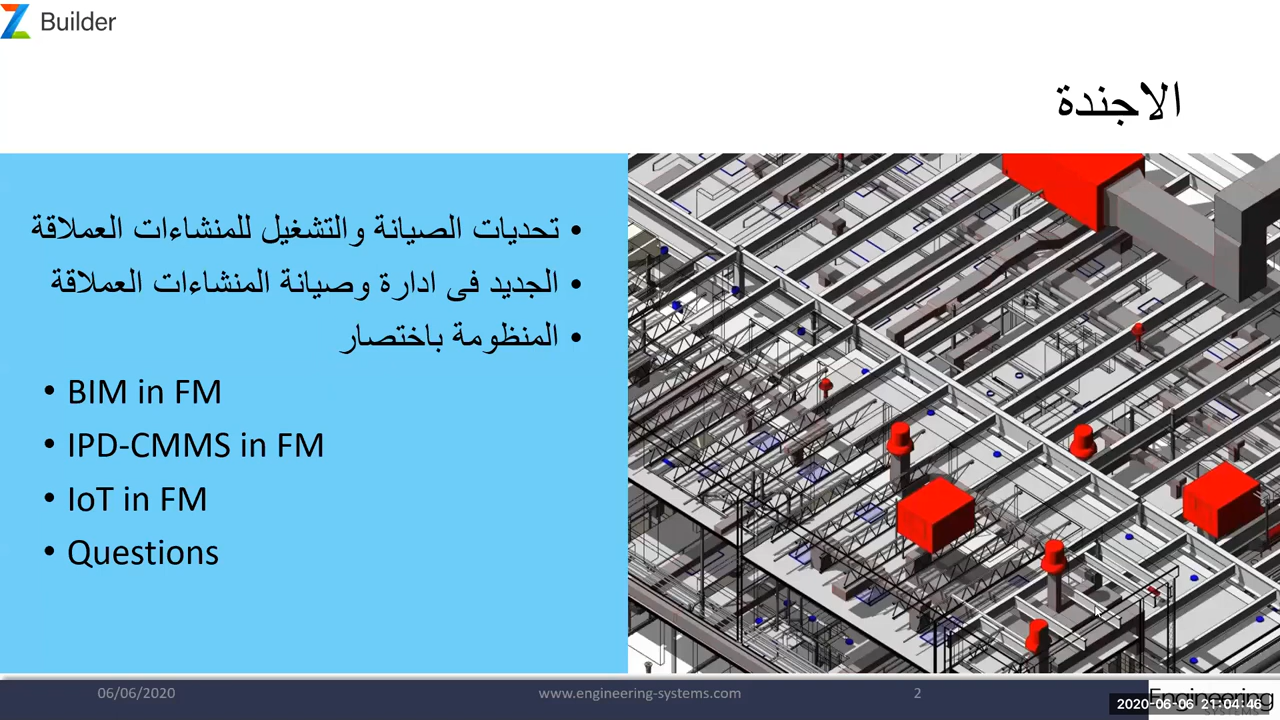 Builder
الاجندة
• تحديات الصيانة والتشغيل للمنشاءات العملاقة
• الجديد فى ادارة وصيانة المنشاءات العملاقة
• المنظومة باختصار
• BIM in FM
• IPD-CMMS in FM
• IoT in FM
• Questions
06/06/2020
www.engineering-systems.com
2
Engineering
SYSTEMS
2020-06-06 21:04:46